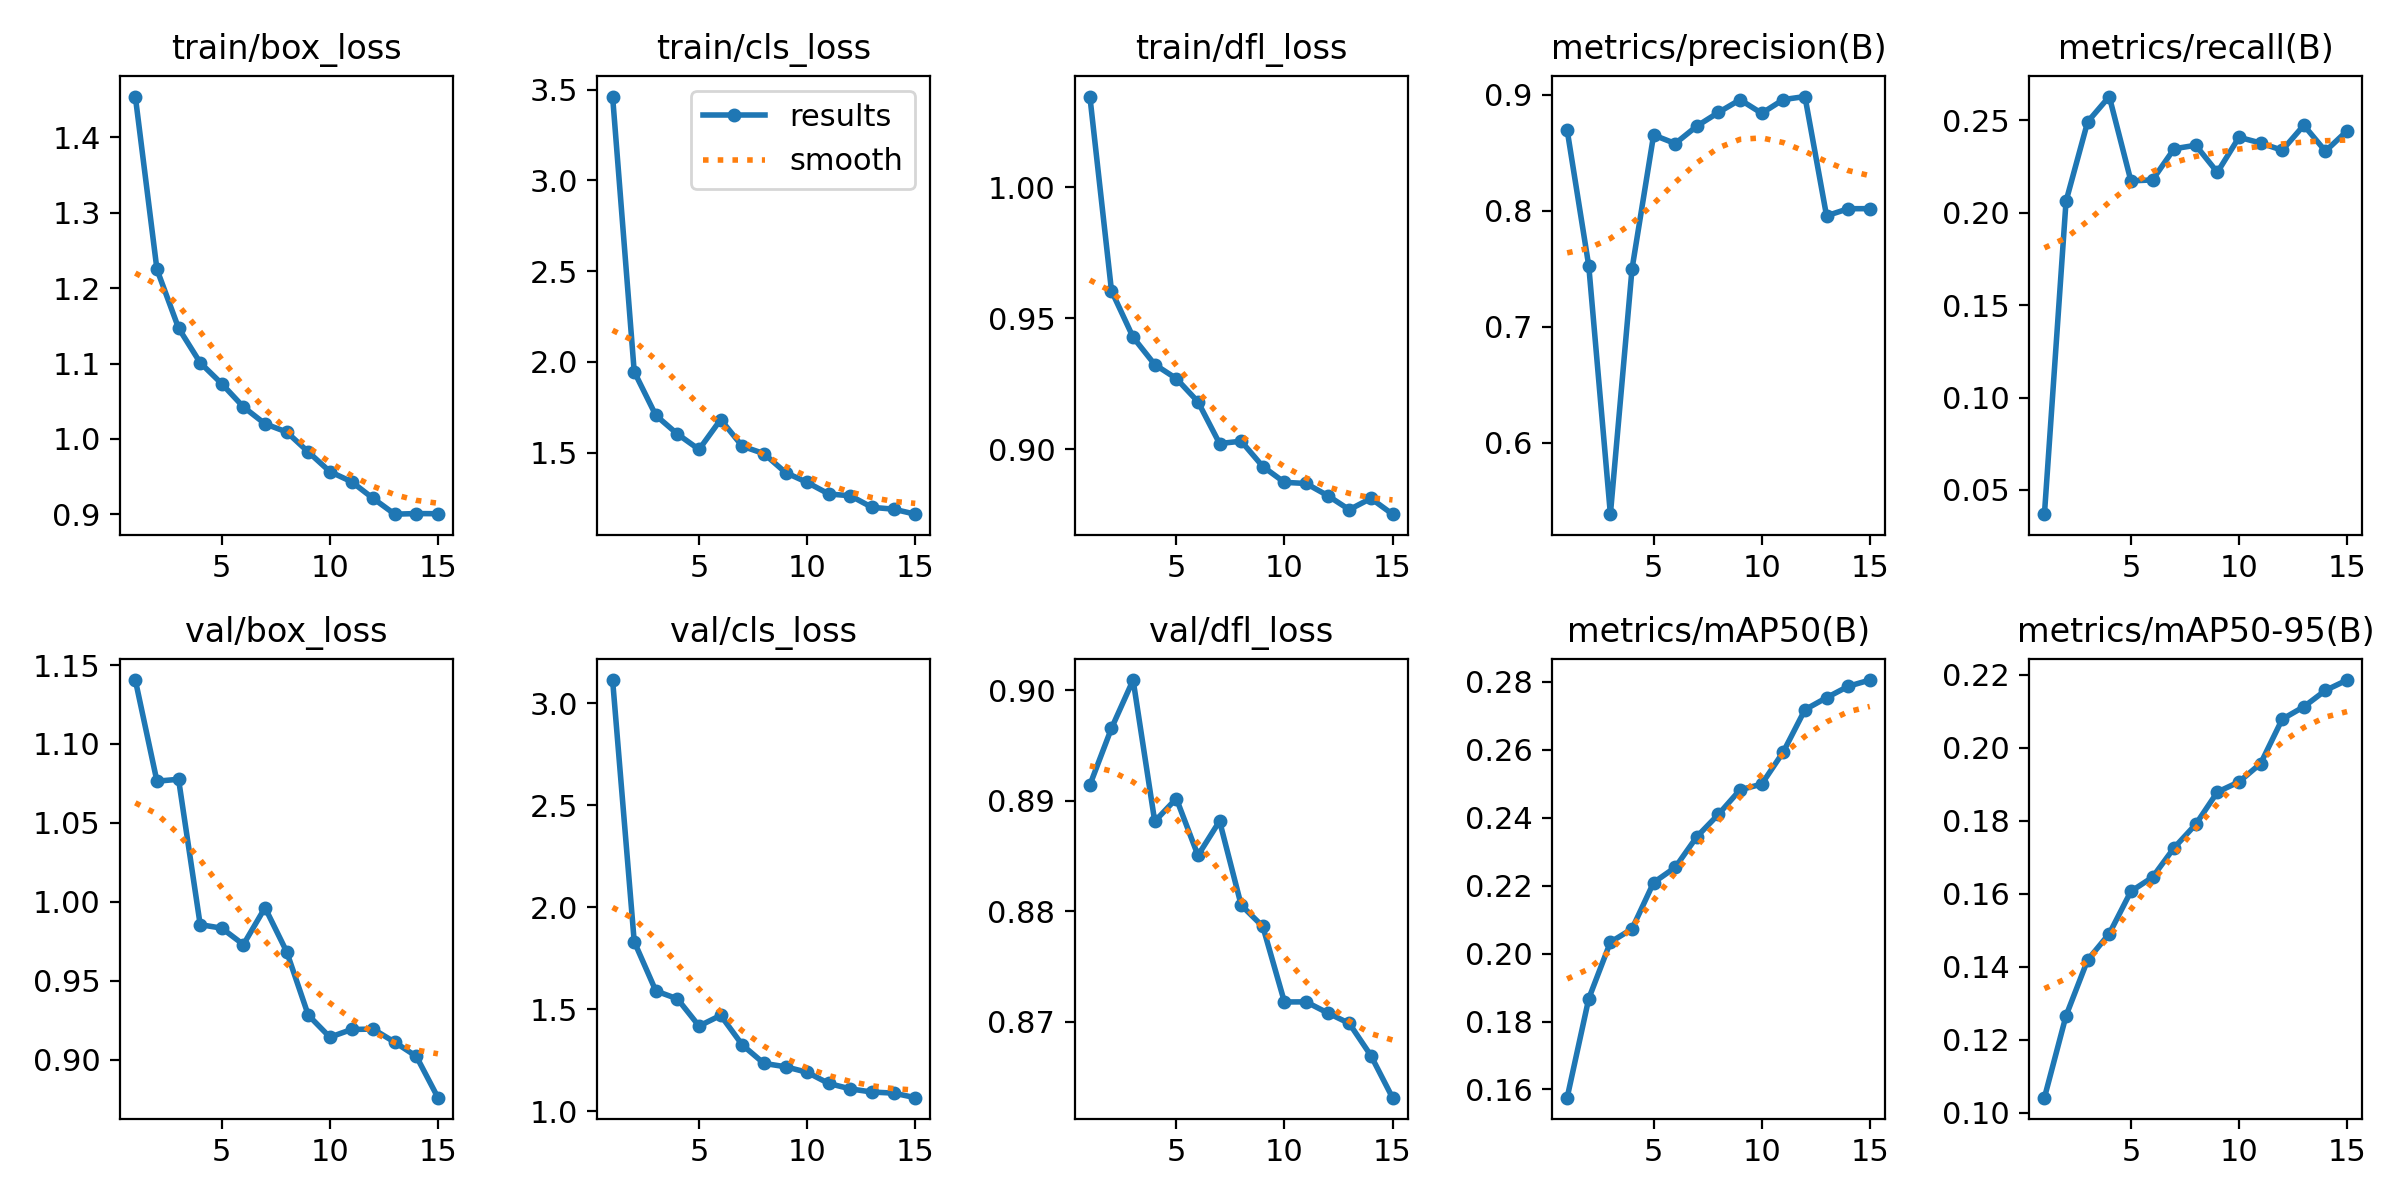 train/box_loss
train/cls_loss
train/dfl_loss
metrics/precision(B)
metrics/recall(B)
1.4
1.3
1.2
1.1
1.0
0.9
5 10 15
3.5
3.0
2.5
2.0
1.5
results
smooth
5 10 15
1.00
0.95
0.90
5 10 15
0.9
0.8
0.7
0.6
5 10 15
0.25
0.20
0.15
0.10
0.05
5 10 15
val/box_loss
val/cls_loss
val/dfl_loss
metrics/mAP50(B)
metrics/mAP50-95(B)
1.15
1.10
1.05
1.00
0.95
0.90
5 10 15
3.0
2.5
2.0
1.5
1.0
5 10 15
0.90
0.89
0.88
0.87
5 10 15
0.28
0.26
0.24
0.22
0.20
0.18
0.16
5 10 15
0.22
0.20
0.18
0.16
0.14
0.12
0.10
5 10 15